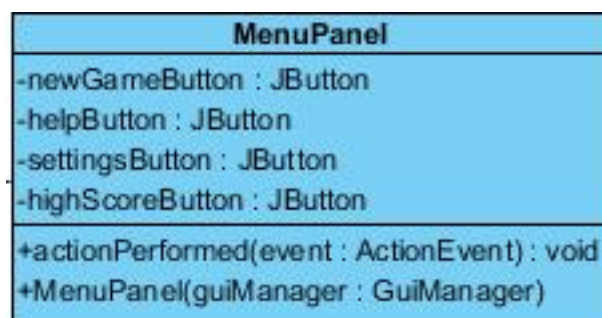 MenuPanel
-newGameButton : JButton
-helpButton : JButton
-settingsButton : JButton
-highScoreButton : JButton
+actionPerformed(event : ActionEvent) : void
+MenuPanel(guiManager : GuiManager)